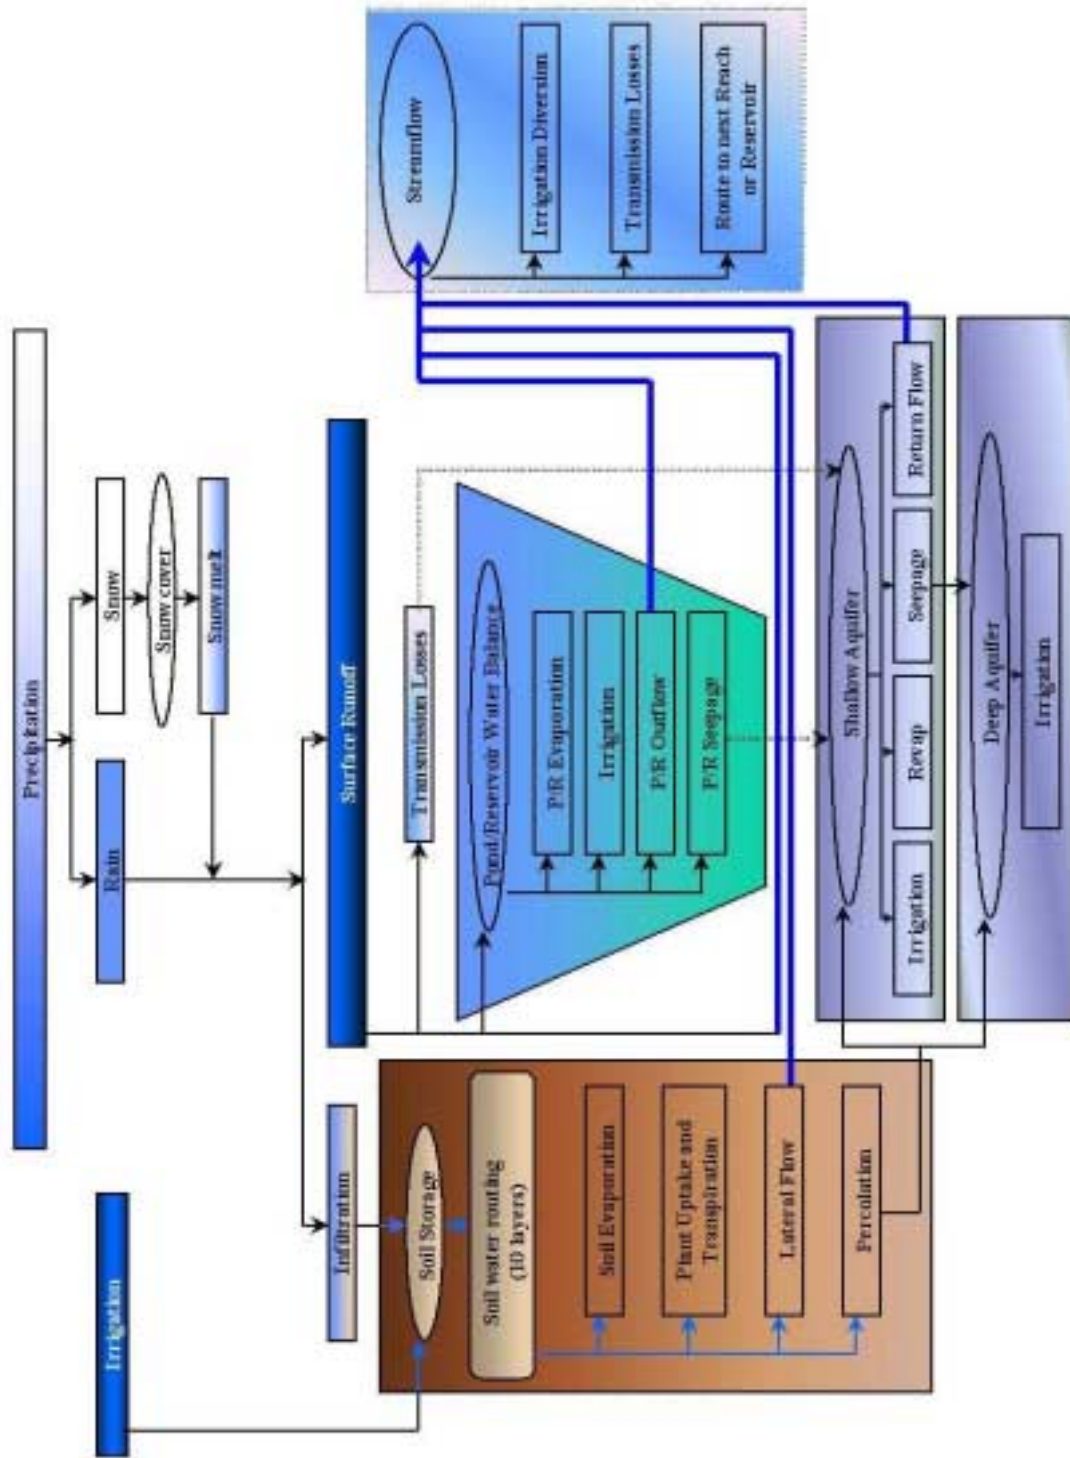 Precipitation
Irrigation
Rain
Snow
Snow cover
Snow melt
Infiltration
Surface Runoff
Soil Storage
Soil water routing
(10 layers)
Soil Evaporation
Plant Uptake and
Transpiration
Lateral Flow
Percolation
Transmission Losses
Pond/Reservoir Water Balance
P/R Evaporation
Irrigation
P/R Outflow
P/R Seepage
Streamflow
Irrigation Diversion
Transmission Losses
Route to next Reach
or Reservoir
Shallow Aquifer
Irrigation
Revap
Seepage
Return Flow
Deep Aquifer
Irrigation